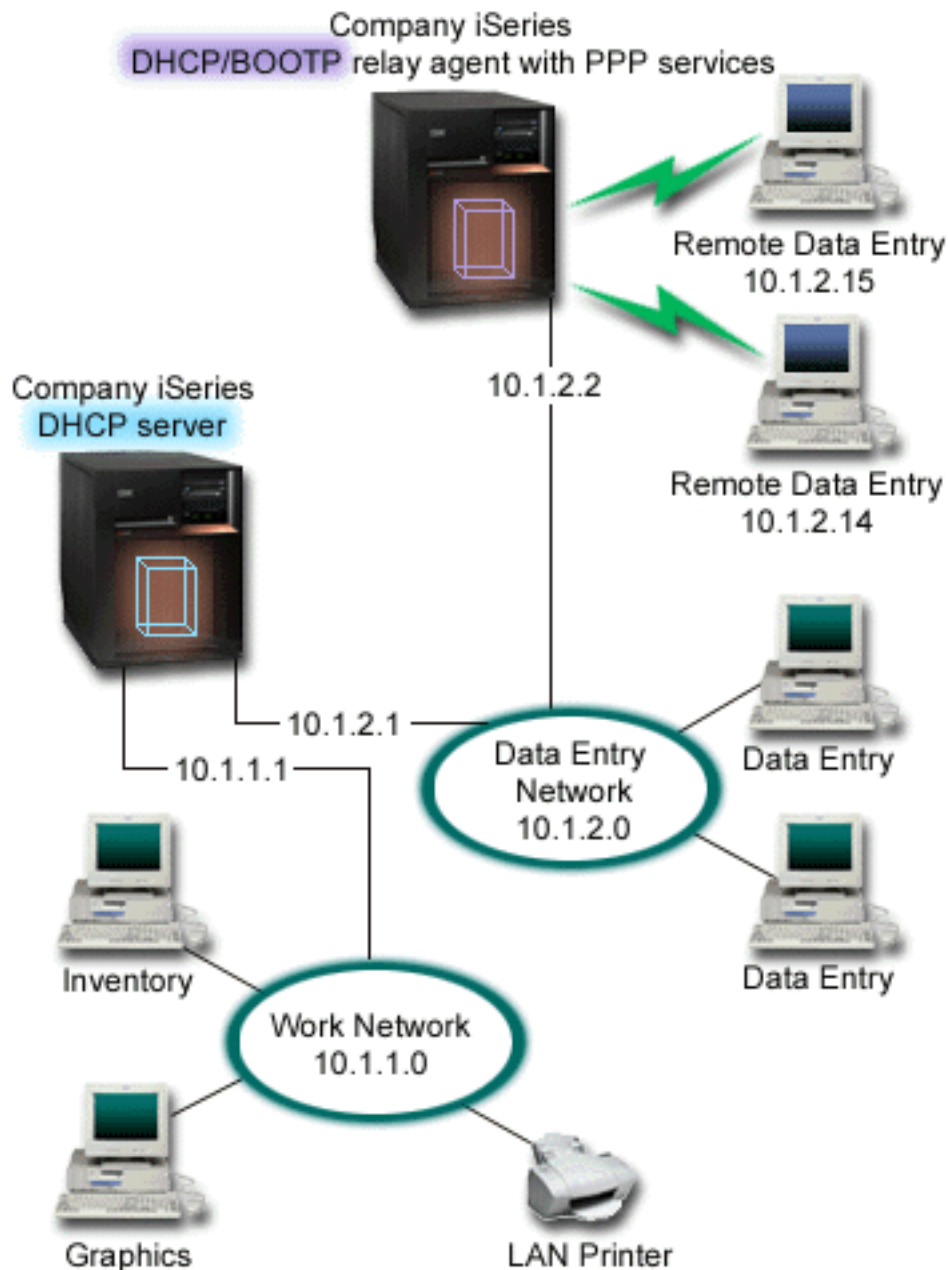 Company iSeries
DHCP/BOOTP relay agent with PPP services
Remote Data Entry
10.1.2.15
10.1.2.2
Company iSeries
DHCP server
Remote Data Entry
10.1.2.14
10.1.2.1
10.1.1.1
Data Entry
Network
10.1.2.0
Data Entry
Data Entry
Inventory
Work Network
10.1.1.0
Graphics
LAN Printer